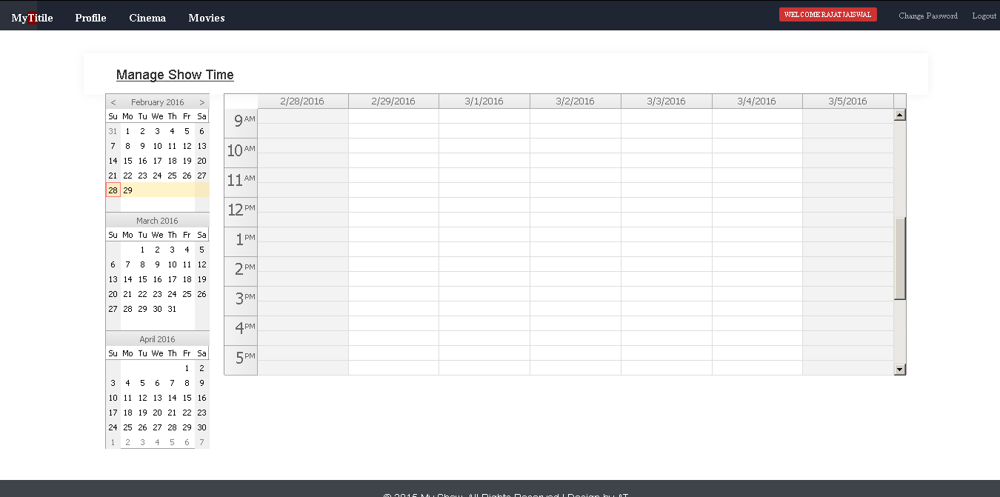 MyTitile Profile Cinema Movies WELCOME RAJATJAISWAL Change Password Logout
Manage Show Time
< February 2016 >
Su Mo Tu We Th Fr Sa
31 1 2 3 4 5 6
7 8 9 10 11 12 13
14 15 16 17 18 19 20
21 22 23 24 25 26 27
28 29
March 2016
Su Mo Tu We Th Fr Sa
1 2 3 4 5
6 7 8 9 10 11 12
13 14 15 16 17 18 19
20 21 22 23 24 25 26
27 28 29 30 31
April 2016
Su Mo Tu We Th Fr Sa
1 2
3 4 5 6 7 8 9
10 11 12 13 14 15 16
17 18 19 20 21 22 23
24 25 26 27 28 29 30
1 2 3 4 5 6 7
2/28/2016 2/29/2016 3/1/2016 3/2/2016 3/3/2016 3/4/2016 3/5/2016
9 AM
10 AM
11 AM
12 PM
1 PM
2 PM
3 PM
4 PM
5 PM
My Show. All Rights Reserved | Design by